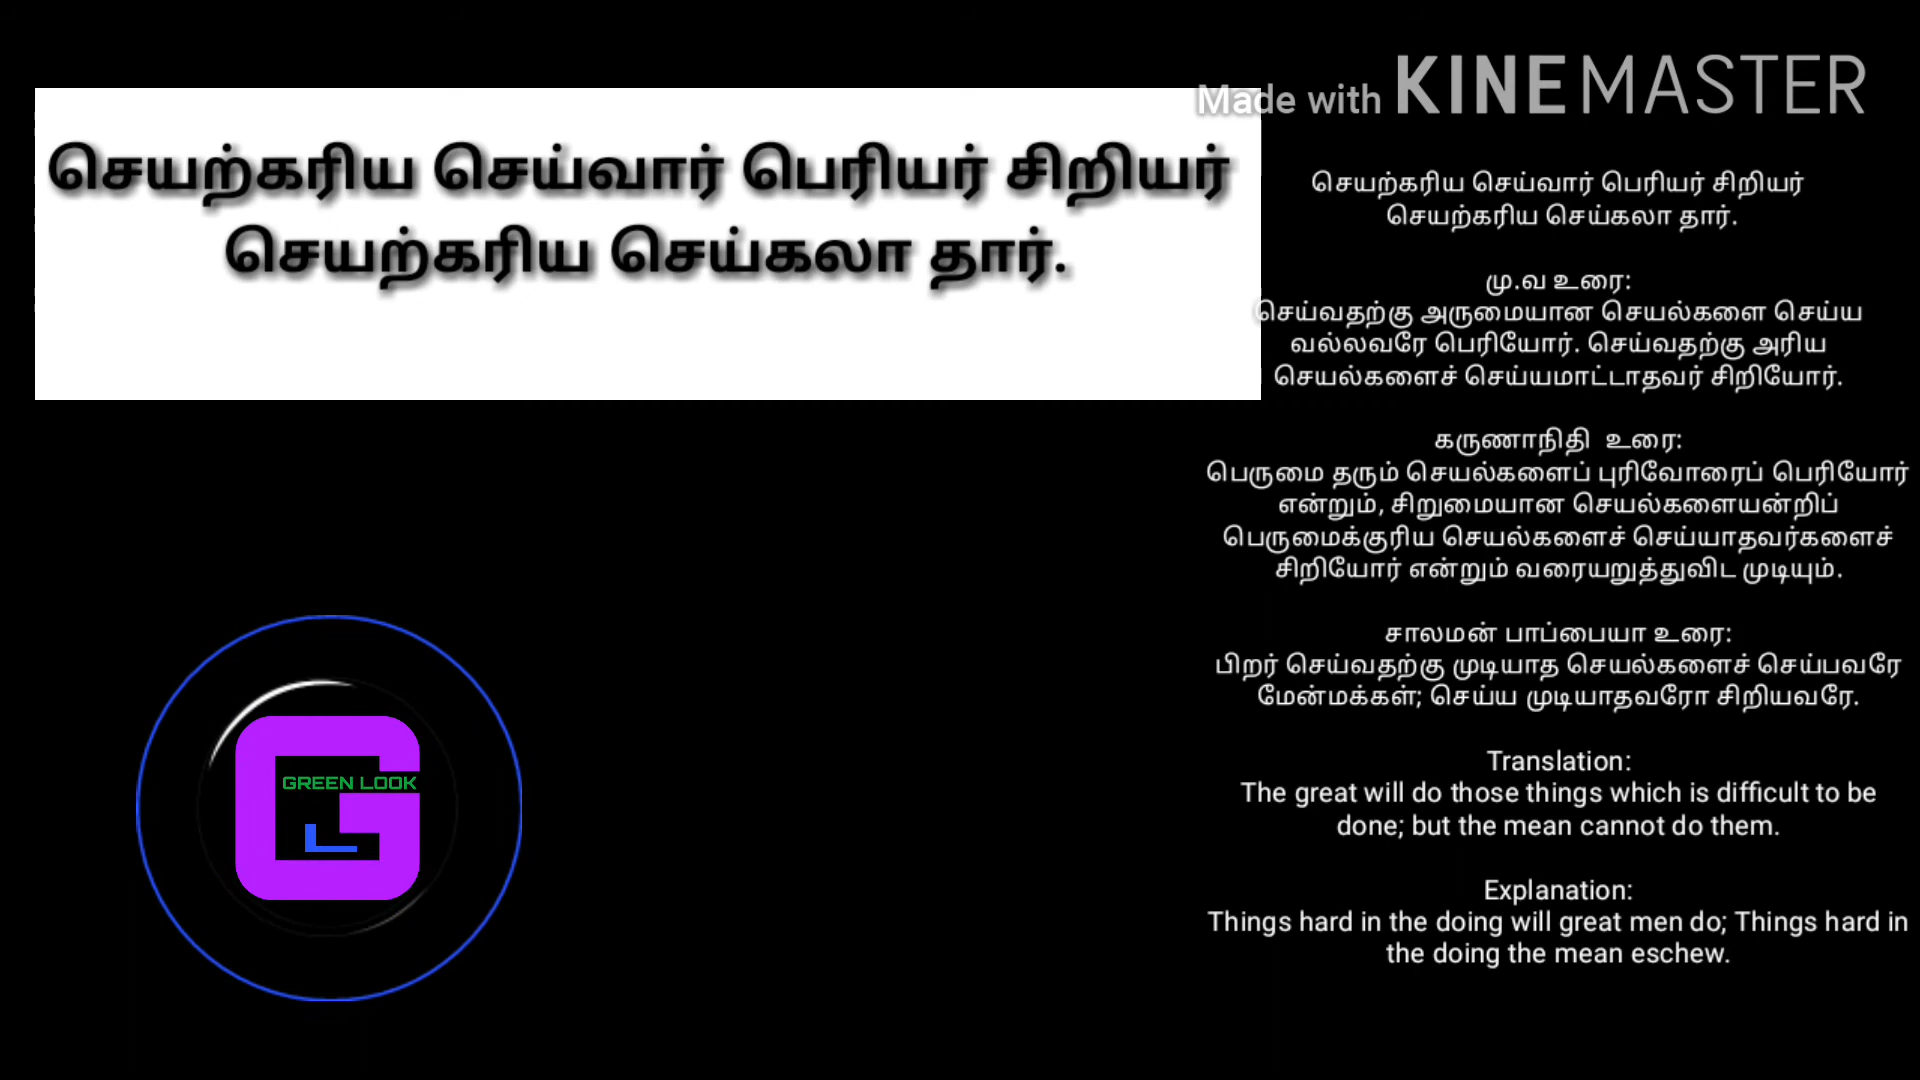 Made with KINEMASTER
செயற்கரிய செய்வார் பெரியர் சிறியர்
செயற்கரிய செய்கலா தார்.
செயற்கரிய செய்வார் பெரியர் சிறியர்
செயற்கரிய செய்கலா தார்.
மு.வ உரை:
செய்வதற்கு அருமையான செயல்களை செய்ய
வல்லவரே பெரியோர். செய்வதற்கு அரிய
செயல்களைச் செய்யமாட்டாதவர் சிறியோர்.
கருணாநிதி உரை:
பெருமை தரும் செயல்களைப் புரிவோரைப் பெரியோர்
என்றும், சிறுமையான செயல்களையன்றிப்
பெருமைக்குரிய செயல்களைச் செய்யாதவர்களைச்
சிறியோர் என்றும் வரையறுத்துவிட முடியும்.
சாலமன் பாப்பையா உரை:
பிறர் செய்வதற்கு முடியாத செயல்களைச் செய்பவரே
மேன்மக்கள்; செய்ய முடியாதவரோ சிறியவரே.
Translation:
The great will do those things which is difficult to be
done; but the mean cannot do them.
Explanation:
Things hard in the doing will great men do; Things hard in
the doing the mean eschew.
GREEN LOOK